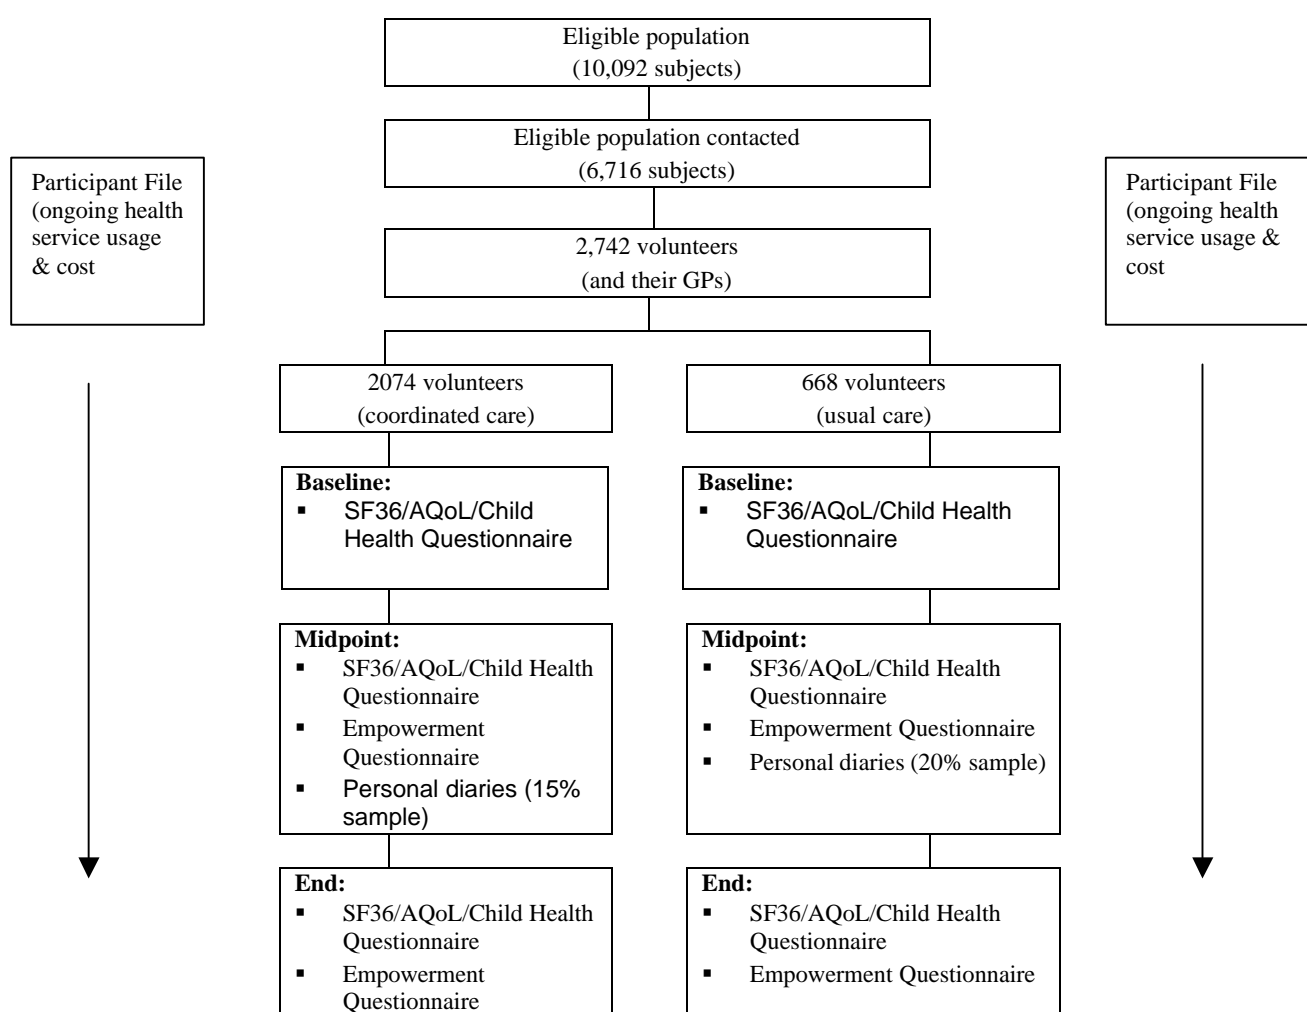 Eligible population
(10,092 subjects)
Eligible population contacted
(6,716 subjects)
Participant File
(ongoing health
service usage
& cost
Participant File
(ongoing health
service usage &
cost
2,742 volunteers
(and their GPs)
2074 volunteers
(coordinated care)
668 volunteers
(usual care)
Baseline:
▪ SF36/AQoL/Child
Health Questionnaire
Baseline:
▪ SF36/AQoL/Child Health
Questionnaire
Midpoint:
▪ SF36/AQoL/Child Health
Questionnaire
▪ Empowerment
Questionnaire
▪ Personal diaries (15%
sample)
Midpoint:
▪ SF36/AQoL/Child Health
Questionnaire
▪ Empowerment Questionnaire
▪ Personal diaries (20% sample)
End:
▪ SF36/AQoL/Child Health
Questionnaire
▪ Empowerment
Questionnaire
End:
▪ SF36/AQoL/Child Health
Questionnaire
▪ Empowerment Questionnaire